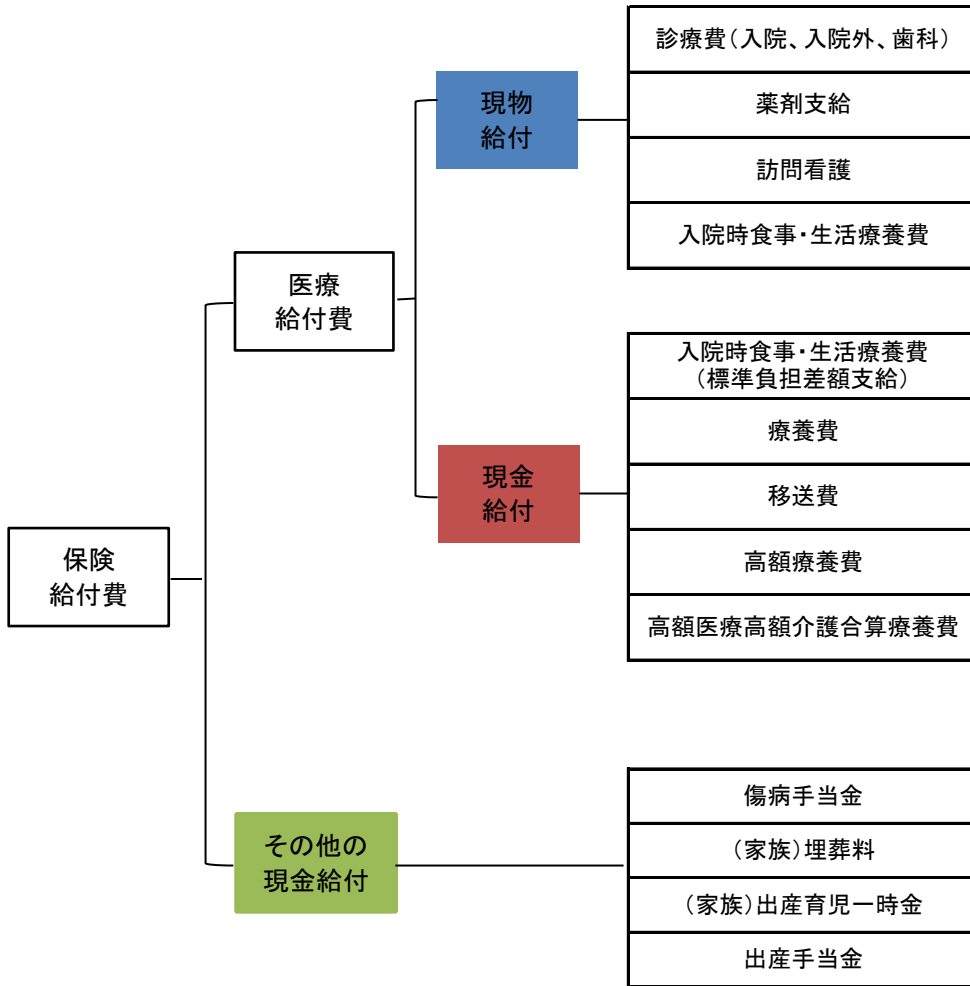 診療費（入院、入院外、歯科）
現物
給付
薬剤支給
訪問看護
入院時食事・生活療養費
医療
給付費
入院時食事・生活療養費
（標準負担差額支給）
療養費
現金
給付
移送費
高額療養費
高額医療高額介護合算療養費
保険
給付費
傷病手当金
その他の
現金給付
（家族）埋葬料
（家族）出産育児一時金
出産手当金